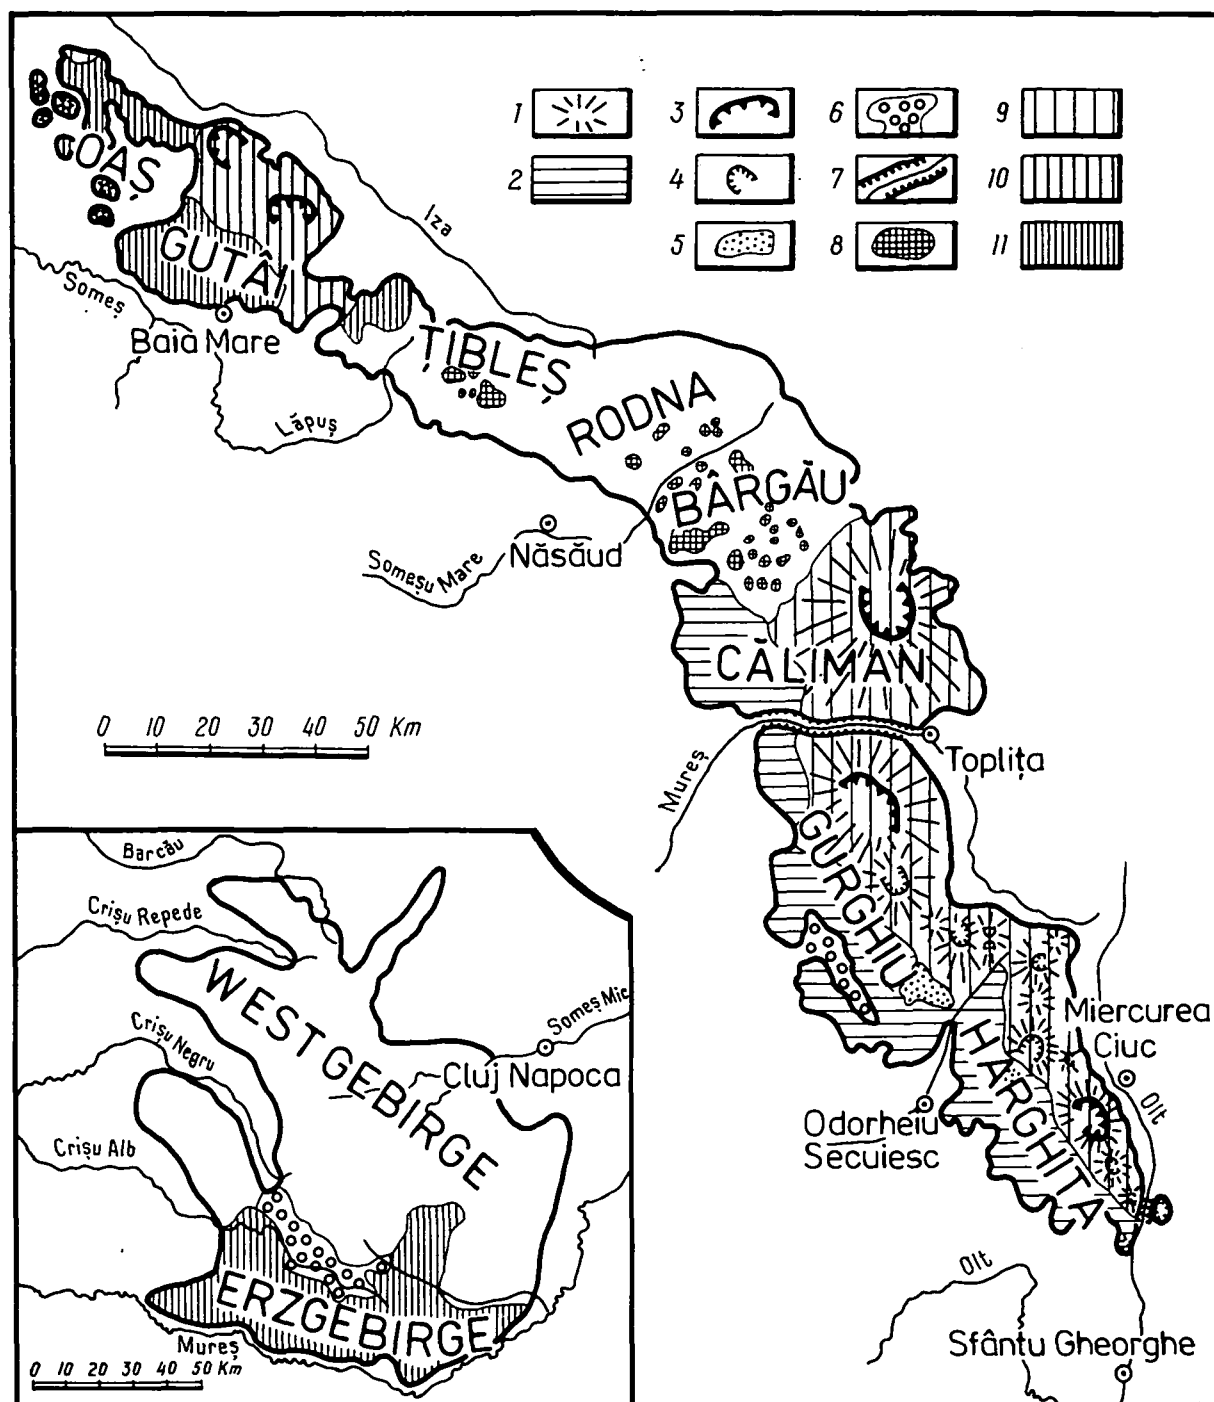 1
3
6
9
2
4
7
10
5
8
11
OAȘ
GUTÂI
Iza
Someș
Baia Mare
ȚIBLEȘ
Lăpuș
RODNA
BÂRGĂU
Năsăud
Someșu Mare
CĂLIMAN
0 10 20 30 40 50 Km
Mureș
Toplița
GURGHIU
Barcău
Crișu Repede
WESTGEBIRGE
Someș Mic
Cluj Napoca
Crișu Negru
Crișu Alb
ERZGEBIRGE
Mureș
0 10 20 30 40 50 Km
HARGHITA
Miercurea
Ciuc
Olt
Odorheiu
Secuiesc
Olt
Sfântu Gheorghe